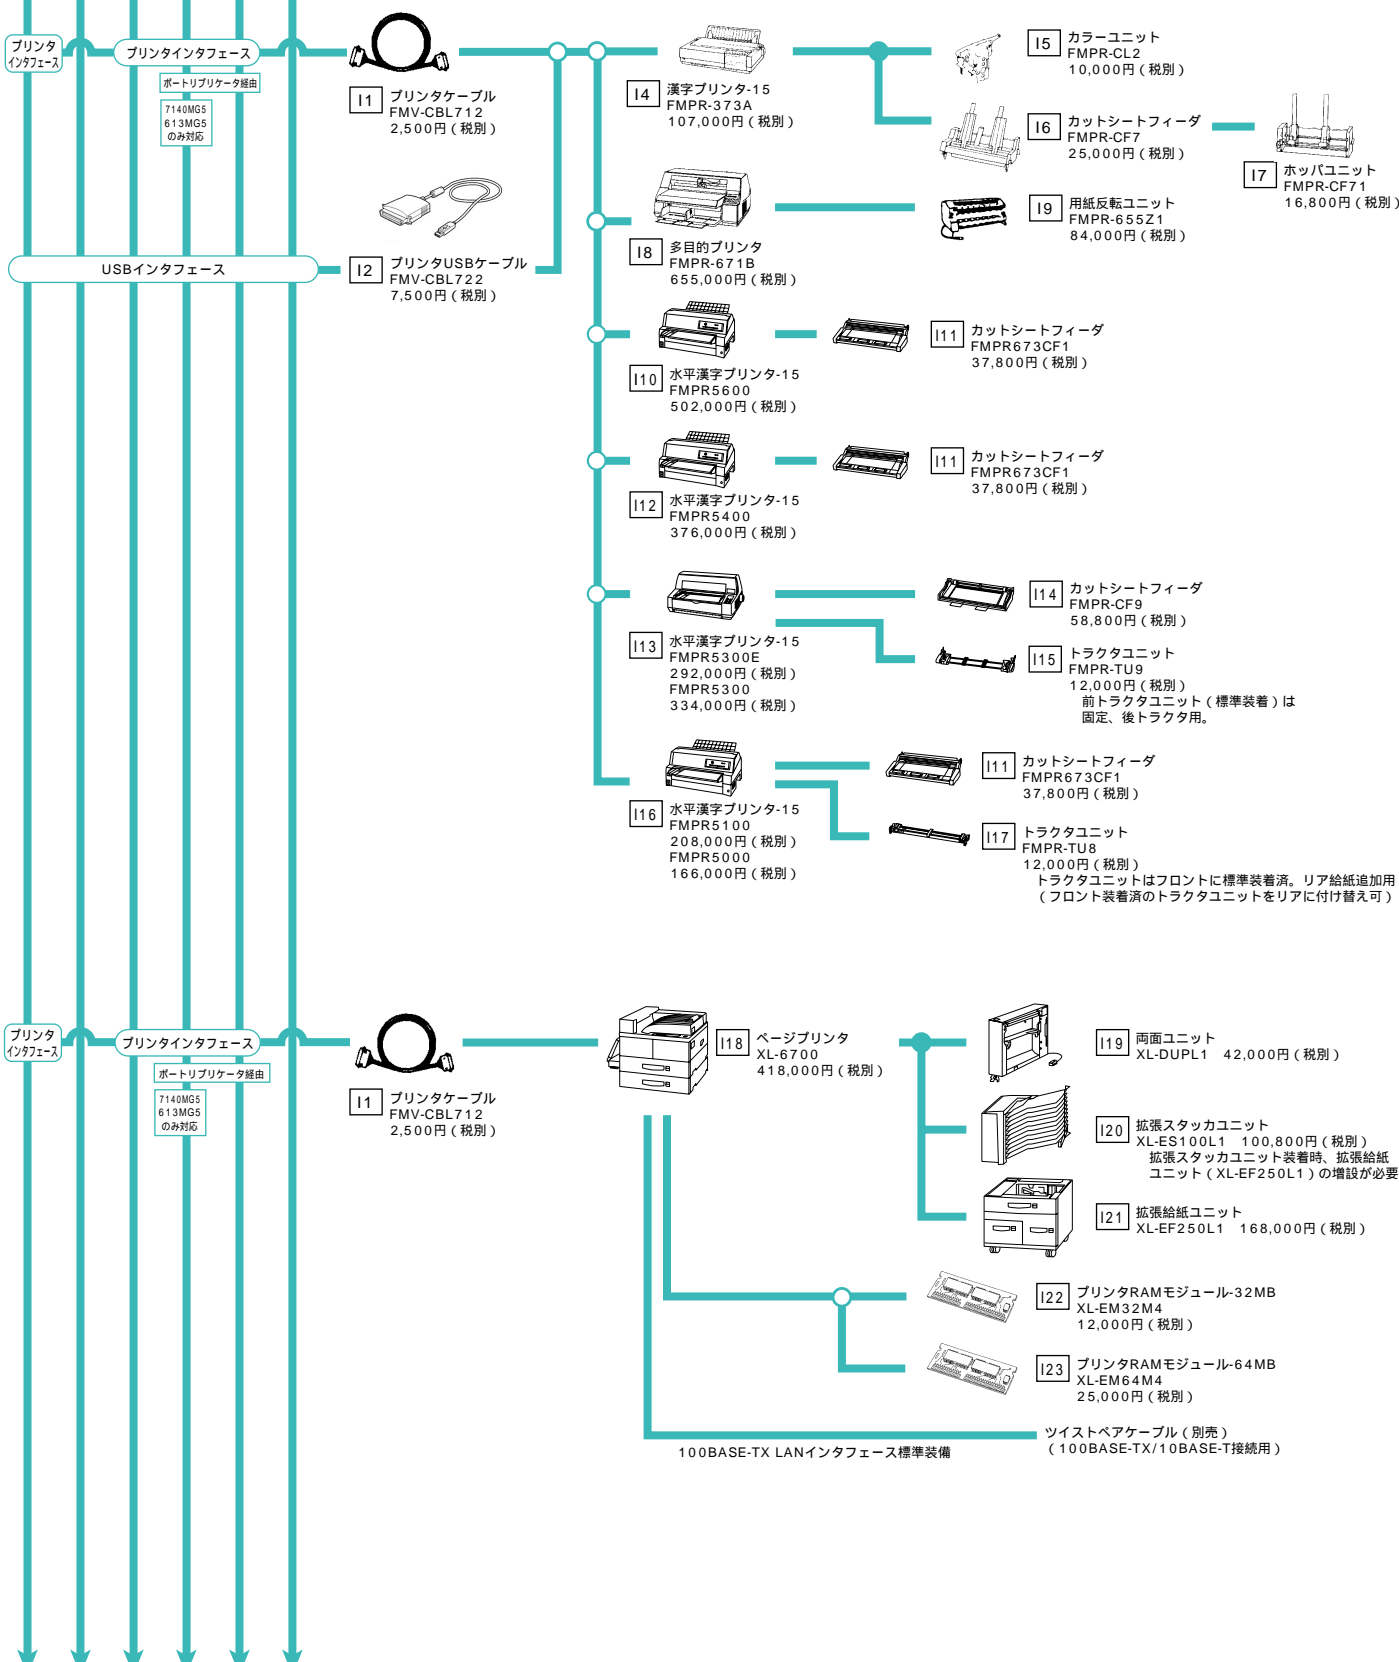 プリンタ
インタフェース
プリンタインタフェース
ポートリプリケータ経由
7140MG5
613MG5
のみ対応
I1 プリンタケーブル
FMV-CBL712
2,500円（税別）
I4 漢字プリンタ-15
FMPR-373A
107,000円（税別）
I5 カラーユニット
FMPR-CL2
10,000円（税別）
I6 カットシートフィーダ
FMPR-CF7
25,000円（税別）
I7 ホッパユニット
FMPR-CF71
16,800円（税別）
I8 多目的プリンタ
FMPR-671B
655,000円（税別）
I9 用紙反転ユニット
FMPR-655Z1
84,000円（税別）
USBインタフェース
I2 プリンタUSBケーブル
FMV-CBL722
7,500円（税別）
I10 水平漢字プリンタ-15
FMPR5600
502,000円（税別）
I11 カットシートフィーダ
FMPR673CF1
37,800円（税別）
I12 水平漢字プリンタ-15
FMPR5400
376,000円（税別）
I11 カットシートフィーダ
FMPR673CF1
37,800円（税別）
I13 水平漢字プリンタ-15
FMPR5300E
292,000円（税別）
FMPR5300
334,000円（税別）
I14 カットシートフィーダ
FMPR-CF9
58,800円（税別）
I15 トラクタユニット
FMPR-TU9
12,000円（税別）
前トラクタユニット（標準装着）は
固定、後トラクタ用。
I16 水平漢字プリンタ-15
FMPR5100
208,000円（税別）
FMPR5000
166,000円（税別）
I11 カットシートフィーダ
FMPR673CF1
37,800円（税別）
I17 トラクタユニット
FMPR-TU8
12,000円（税別）
トラクタユニットはフロントに標準装着済。リア給紙追加用
（フロント装着済のトラクタユニットをリアに付け替え可）
プリンタ
インタフェース
プリンタインタフェース
ポートリプリケータ経由
7140MG5
613MG5
のみ対応
I1 プリンタケーブル
FMV-CBL712
2,500円（税別）
I18 ページプリンタ
XL-6700
418,000円（税別）
I19 両面ユニット
XL-DUPL1 42,000円（税別）
I20 拡張スタッカユニット
XL-ES100L1 100,800円（税別）
拡張スタッカユニット装着時、拡張給紙
ユニット（XL-EF250L1）の増設が必要
I21 拡張給紙ユニット
XL-EF250L1 168,000円（税別）
I22 プリンタRAMモジュール-32MB
XL-EM32M4
12,000円（税別）
I23 プリンタRAMモジュール-64MB
XL-EM64M4
25,000円（税別）
100BASE-TX LANインタフェース標準装備
ツイストペアケーブル（別売）
（100BASE-TX/10BASE-T接続用）